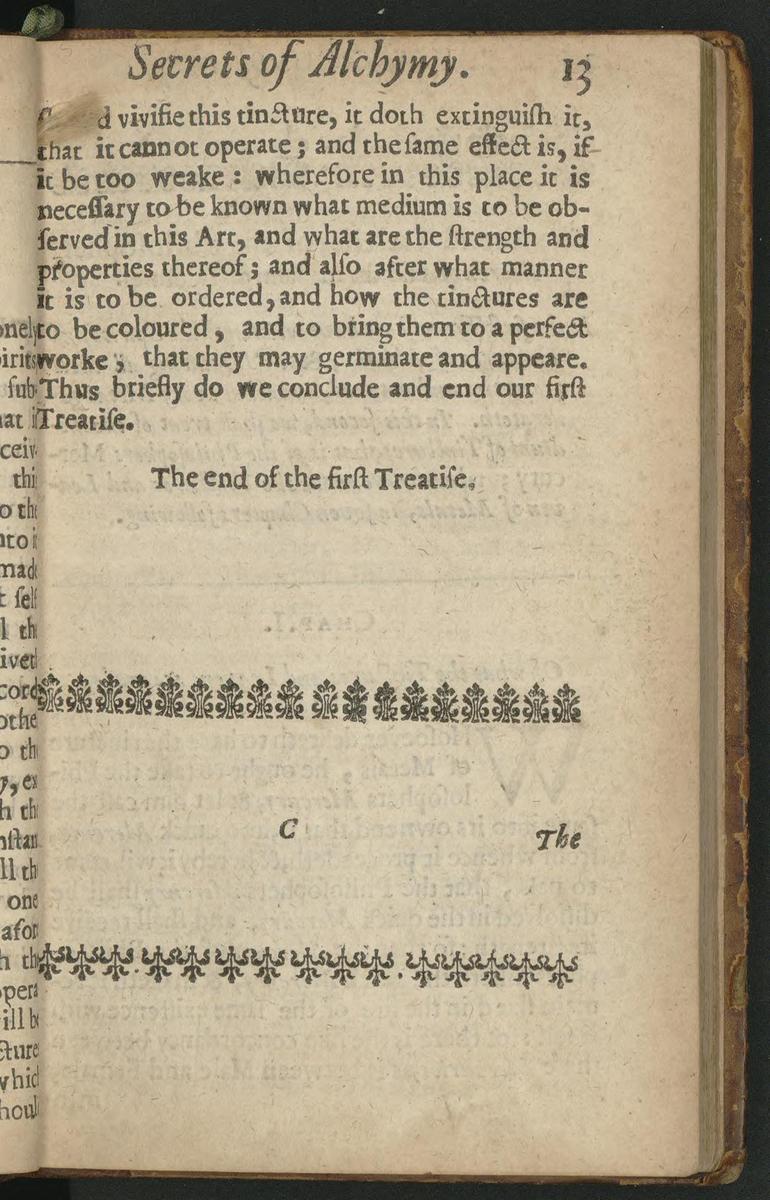 Secrets of Alchymy. 13
d vivifie this tincture, it doth extinguiſh it,
that it cannot operate; and the ſame effect is, if
it be too weake: wherefore in this place it is
neceſſary to be known what medium is to be ob-
ſerved in this Art, and what are the ſtrength and
properties thereof; and alſo after what manner
it is to be ordered, and how the tinctures are
to be coloured, and to bring them to a perfect
worke; that they may germinate and appeare.
Thus briefly do we conclude and end our firſt
Treatiſe.
The end of the firſt Treatiſe.
C The